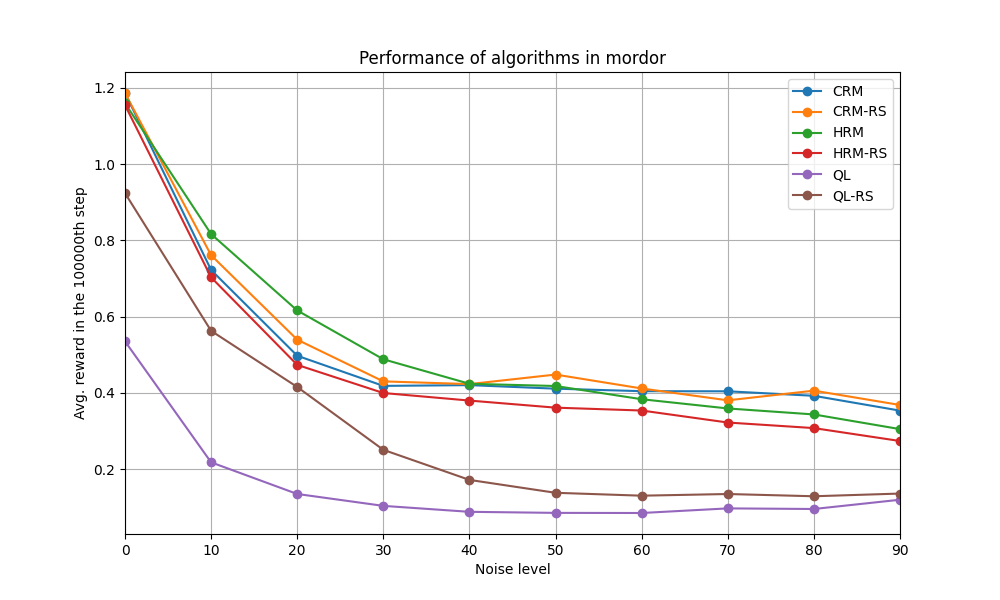 Performance of algorithms in mordor
Avg. reward in the 100000th step
1.2
1.0
0.8
0.6
0.4
0.2
0 10 20 30 40 50 60 70 80 90
Noise level
CRM
CRM-RS
HRM
HRM-RS
QL
QL-RS